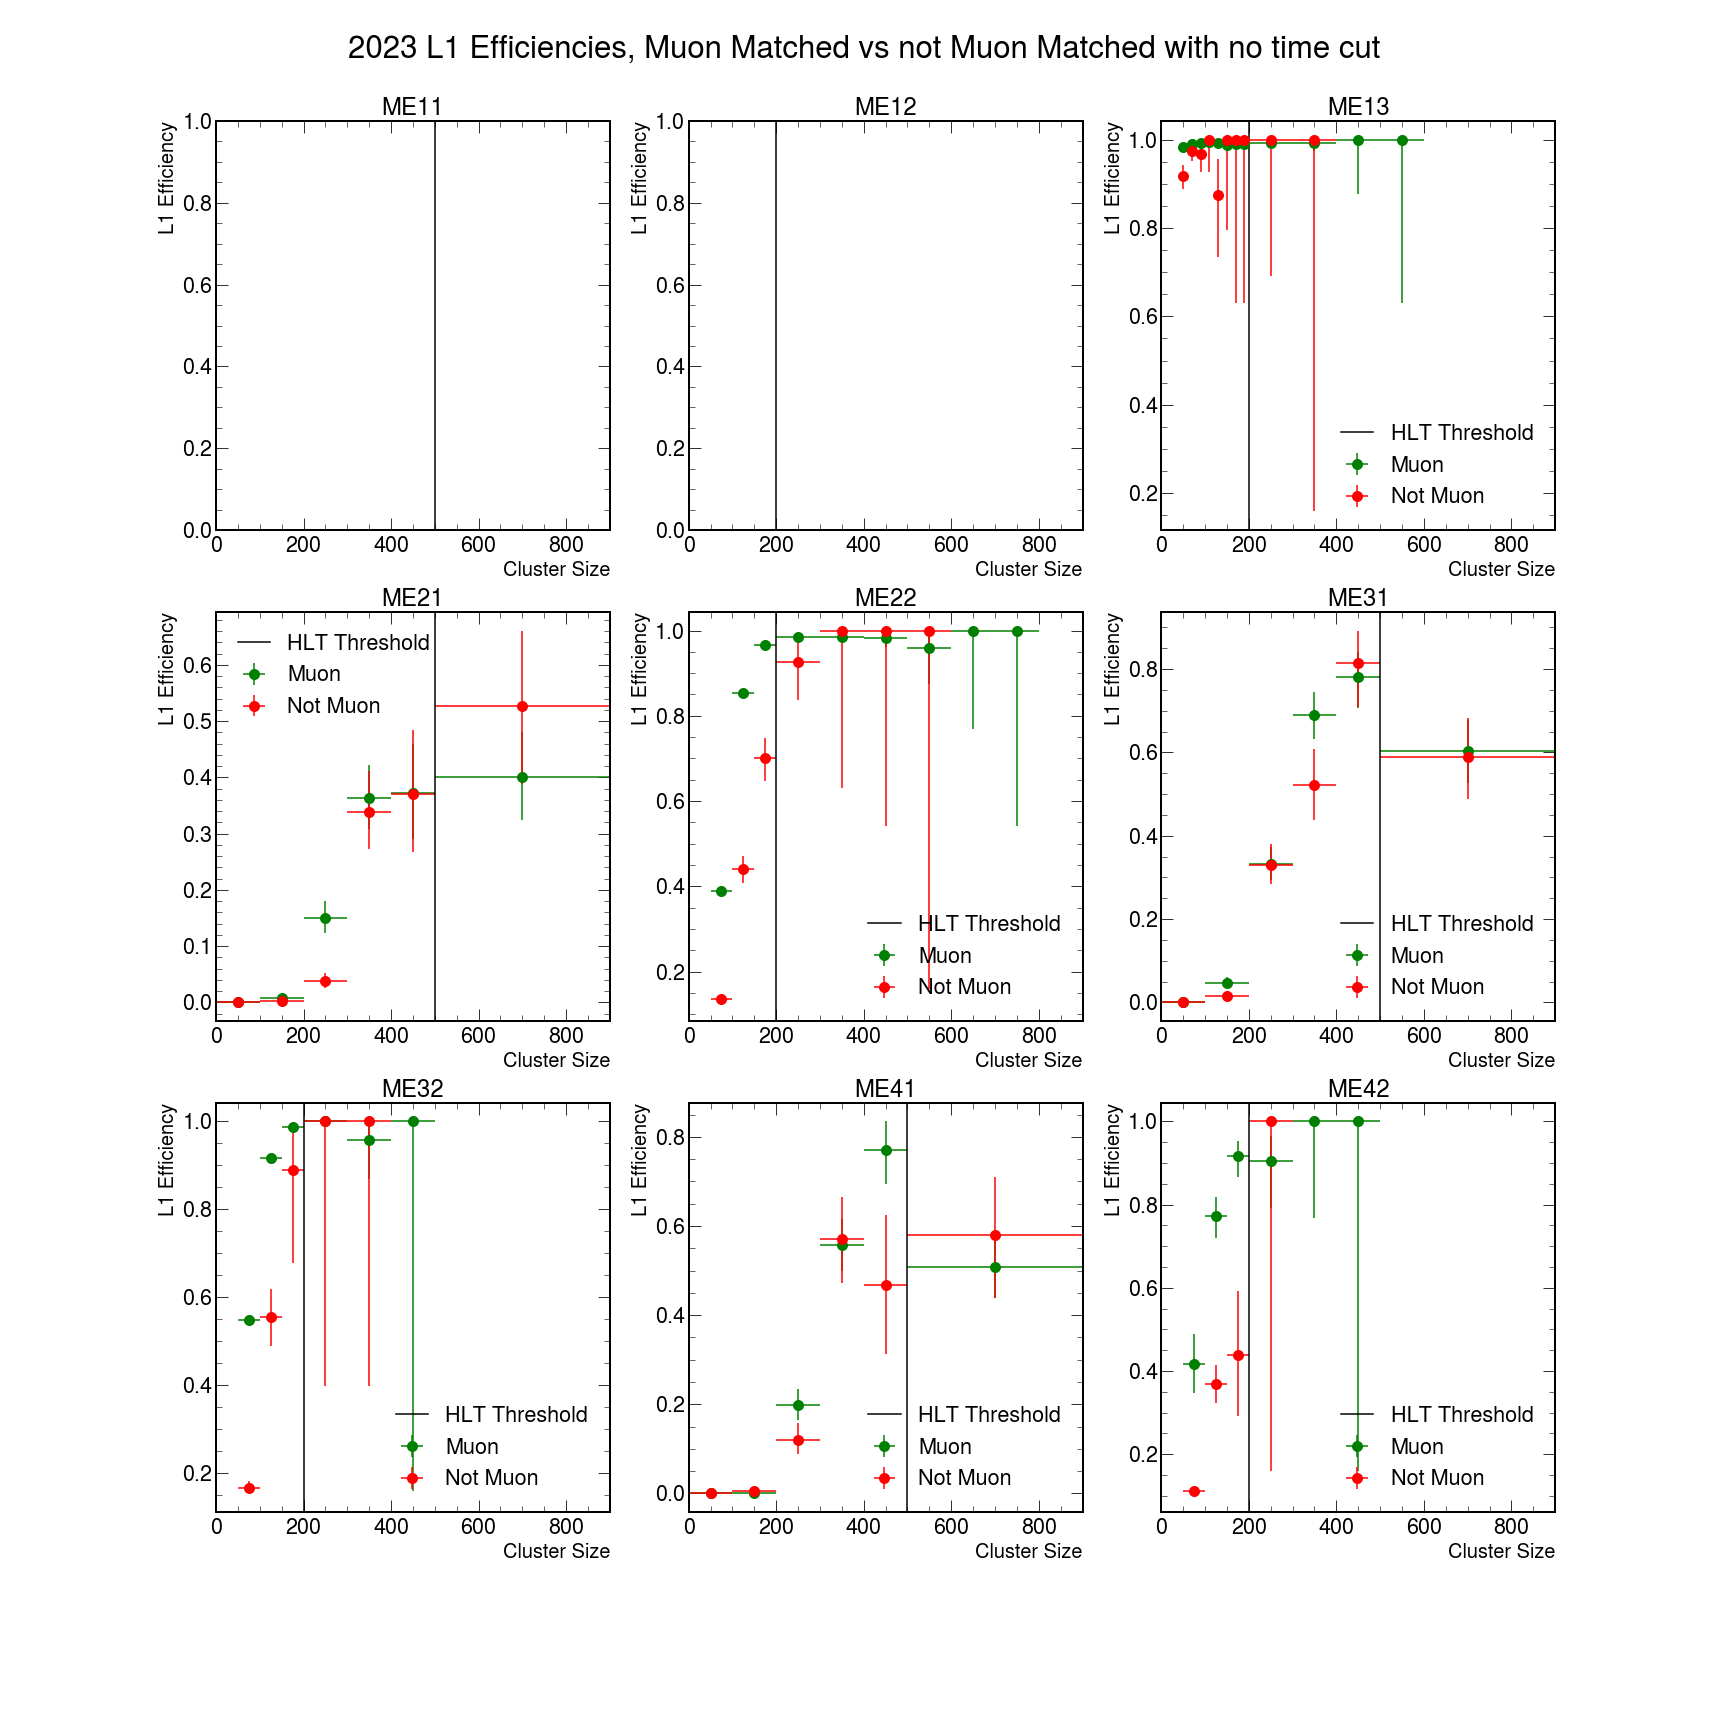 2023 L1 Efficiencies, Muon Matched vs not Muon Matched with no time cut
ME11
L1 Efficiency
1.0
0.8
0.6
0.4
0.2
0.0
0 200 400 600 800
Cluster Size
ME12
L1 Efficiency
1.0
0.8
0.6
0.4
0.2
0.0
0 200 400 600 800
Cluster Size
ME13
L1 Efficiency
1.0
0.8
0.6
0.4
0.2
HLT Threshold
Muon
Not Muon
0 200 400 600 800
Cluster Size
ME21
L1 Efficiency
HLT Threshold
Muon
Not Muon
0.6
0.5
0.4
0.3
0.2
0.1
0.0
0 200 400 600 800
Cluster Size
ME22
L1 Efficiency
1.0
0.8
0.6
0.4
0.2
HLT Threshold
Muon
Not Muon
0 200 400 600 800
Cluster Size
ME31
L1 Efficiency
0.8
0.6
0.4
0.2
0.0
HLT Threshold
Muon
Not Muon
0 200 400 600 800
Cluster Size
ME32
L1 Efficiency
1.0
0.8
0.6
0.4
0.2
HLT Threshold
Muon
Not Muon
0 200 400 600 800
Cluster Size
ME41
L1 Efficiency
0.8
0.6
0.4
0.2
0.0
HLT Threshold
Muon
Not Muon
0 200 400 600 800
Cluster Size
ME42
L1 Efficiency
1.0
0.8
0.6
0.4
0.2
HLT Threshold
Muon
Not Muon
0 200 400 600 800
Cluster Size